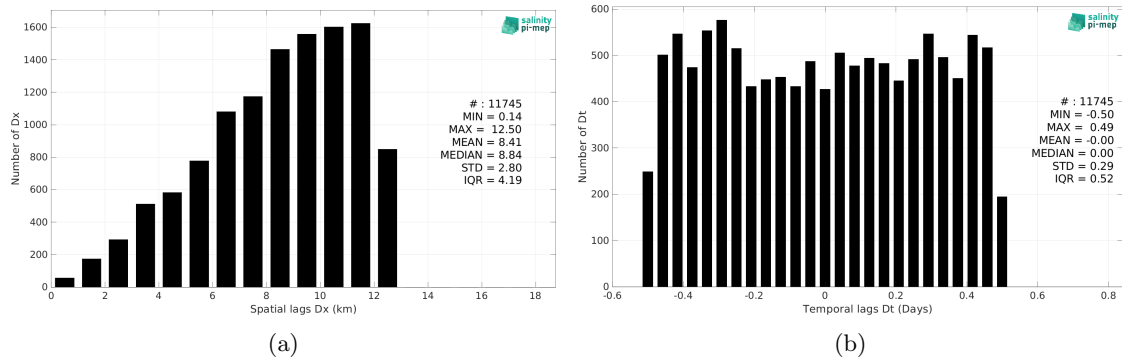 1600
1400
1200
1000
800
600
400
200
0
Number of Dx
0 2 4 6 8 10 12 14 16 18
Spatial lags Dx (km)
salinity
pi-mep
# : 11745
MIN = 0.14
MAX = 12.50
MEAN = 8.41
MEDIAN = 8.84
STD = 2.80
IQR = 4.19
(a)
600
500
400
300
200
100
0
Number of Dt
-0.6 -0.4 -0.2 0 0.2 0.4 0.6 0.8
Temporal lags Dt (Days)
salinity
pi-mep
# : 11745
MIN = -0.50
MAX = 0.49
MEAN = -0.00
MEDIAN = 0.00
STD = 0.29
IQR = 0.52
(b)